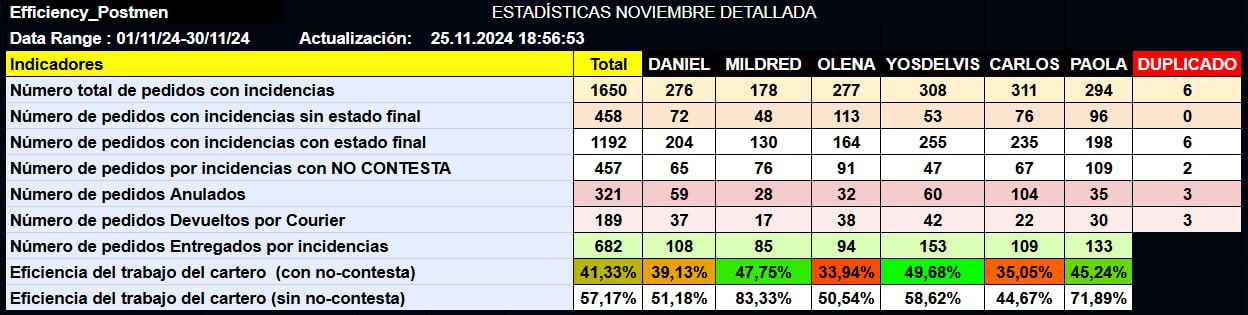 Efficiency_Postmen ESTADÍSTICAS NOVIEMBRE DETALLADA
Data Range : 01/11/24-30/11/24 Actualización: 25.11.2024 18:56:53
Indicadores Total DANIEL MILDRED OLENA YOSDELVIS CARLOS PAOLA DUPLICADO
Número total de pedidos con incidencias 1650 276 178 277 308 311 294 6
Número de pedidos con incidencias sin estado final 458 72 48 113 53 76 96 0
Número de pedidos con incidencias con estado final 1192 204 130 164 255 235 198 6
Número de pedidos por incidencias con NO CONTESTA 457 65 76 91 47 67 109 2
Número de pedidos Anulados 321 59 28 32 60 104 35 3
Número de pedidos Devueltos por Courier 189 37 17 38 42 22 30 3
Número de pedidos Entregados por incidencias 682 108 85 94 153 109 133
Eficiencia del trabajo del cartero (con no-contesta) 41,33% 39,13% 47,75% 33,94% 49,68% 35,05% 45,24%
Eficiencia del trabajo del cartero (sin no-contesta) 57,17% 51,18% 83,33% 50,54% 58,62% 44,67% 71,89%